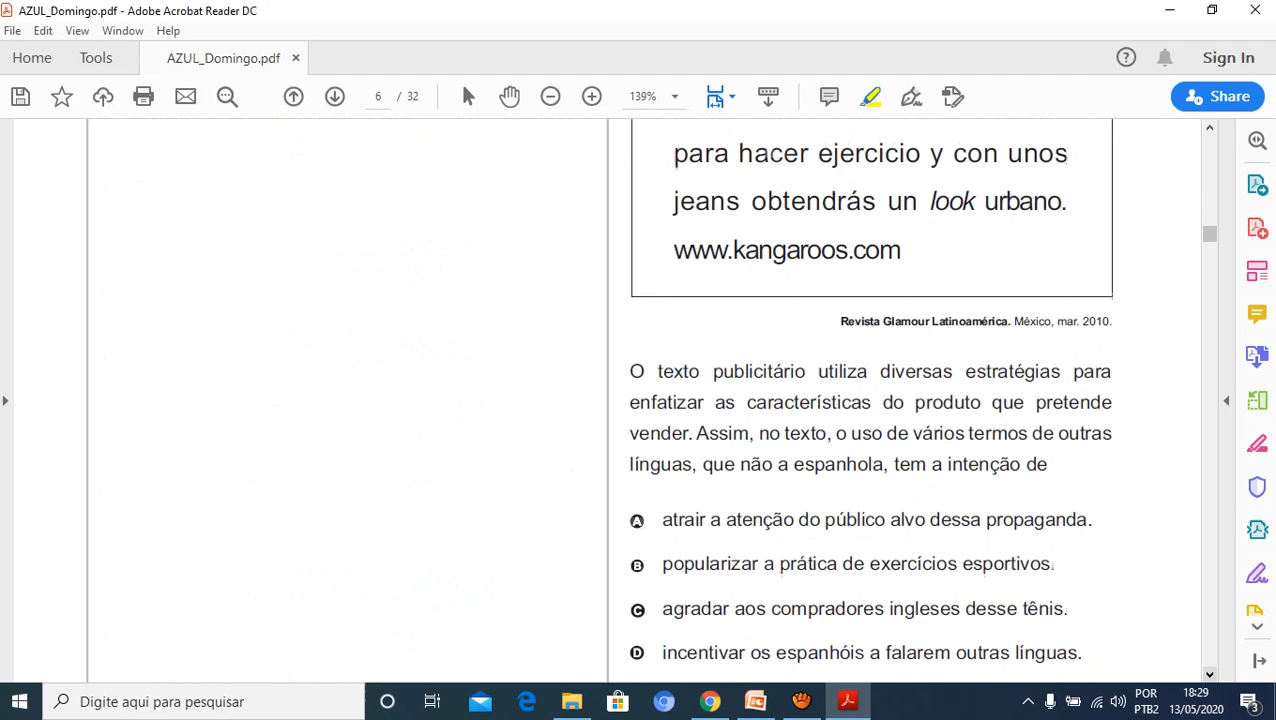 AZUL_Domingo.pdf - Adobe Acrobat Reader DC
File Edit View Window Help
Home Tools AZUL_Domingo.pdf × Sign In
6 / 32 139% Share
para hacer ejercicio y con unos
jeans obtendrás un look urbano.
www.kangaroos.com
Revista Glamour Latinoamérica. México, mar. 2010.
O texto publicitário utiliza diversas estratégias para
enfatizar as características do produto que pretende
vender. Assim, no texto, o uso de vários termos de outras
línguas, que não a espanhola, tem a intenção de
A atrair a atenção do público alvo dessa propaganda.
B popularizar a prática de exercícios esportivos.
C agradar aos compradores ingleses desse tênis.
D incentivar os espanhóis a falarem outras línguas.
Digite aqui para pesquisar
POR 18:29
PTB2 13/05/2020 3